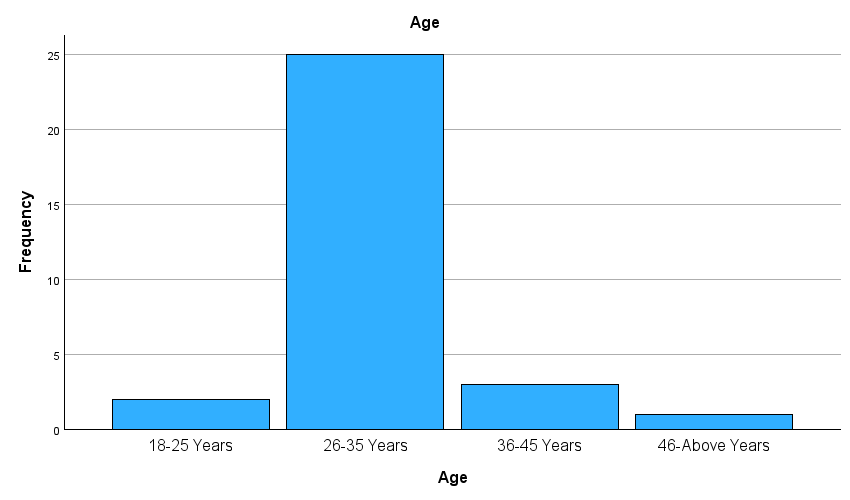 Age
Frequency
25
20
15
10
5
0
18-25 Years
26-35 Years
36-45 Years
46-Above Years
Age